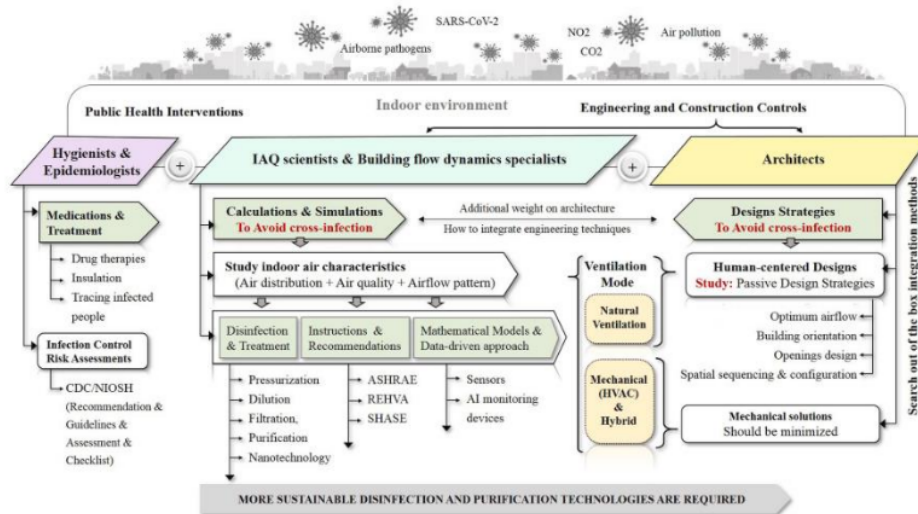 SARS-CoV-2
Airborne pathogens
NO2
Air pollution
CO2
Indoor environment
Public Health Interventions
Engineering and Construction Controls
Hygienists &
Epidemiologists
+
IAQ scientists & Building flow dynamics specialists
+
Architects
Medications &
Treatment
Drug therapies
Insulation
Tracing infected
people
Infection Control
Risk Assessments
CDC/NIOSH
(Recommendation &
Guidelines &
Assessment &
Checklist)
Calculations & Simulations
To Avoid cross-infection
Additional weight on architecture
How to integrate engineering techniques
Study indoor air characteristics
(Air distribution + Air quality + Airflow pattern)
Disinfection
& Treatment
Instructions &
Recommendations
Mathematical Models &
Data-driven approach
Pressurization
Dilution
Filtration,
Purification
Nanotechnology
ASHRAE
REHVA
SHASE
Sensors
AI monitoring
devices
Designs Strategies
To Avoid cross-infection
Ventilation
Mode
Natural
Ventilation
Mechanical
(HVAC)
&
Hybrid
Human-centered Designs
Study: Passive Design Strategies
Optimum airflow
Building orientation
Openings design
Spatial sequencing & configuration
Mechanical solutions
Should be minimized
Search out of the box integration methods
MORE SUSTAINABLE DISINFECTION AND PURIFICATION TECHNOLOGIES ARE REQUIRED